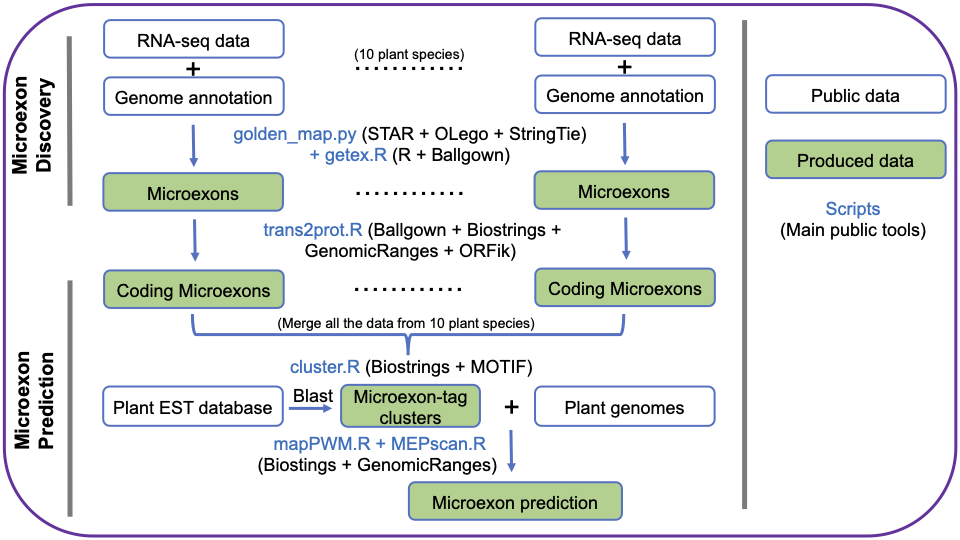 Microexon
Discovery
RNA-seq data
+
Genome annotation
(10 plant species)
RNA-seq data
+
Genome annotation
golden_map.py (STAR + OLego + StringTie)
+ getex.R (R + Ballgown)
Microexons
Microexons
trans2prot.R (Ballgown + Biostrings +
GenomicRanges + ORFik)
Microexon
Prediction
Coding Microexons
Coding Microexons
(Merge all the data from 10 plant species)
cluster.R (Biostrings + MOTIF)
Plant EST database
Blast
Microexon-tag
clusters
+
Plant genomes
mapPWM.R + MEPscan.R
(Biostings + GenomicRanges)
Microexon prediction
Public data
Produced data
Scripts
(Main public tools)